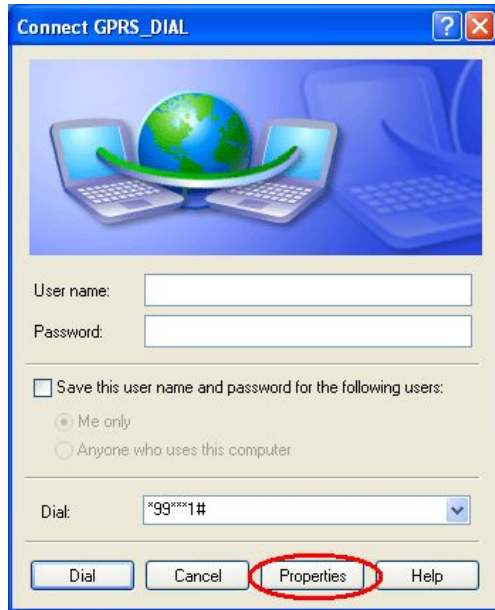 Connect GPRS_DIAL
User name:
Password:
Save this user name and password for the following users:
Me only
Anyone who uses this computer
Dial: *99***1#
Dial Cancel Properties Help